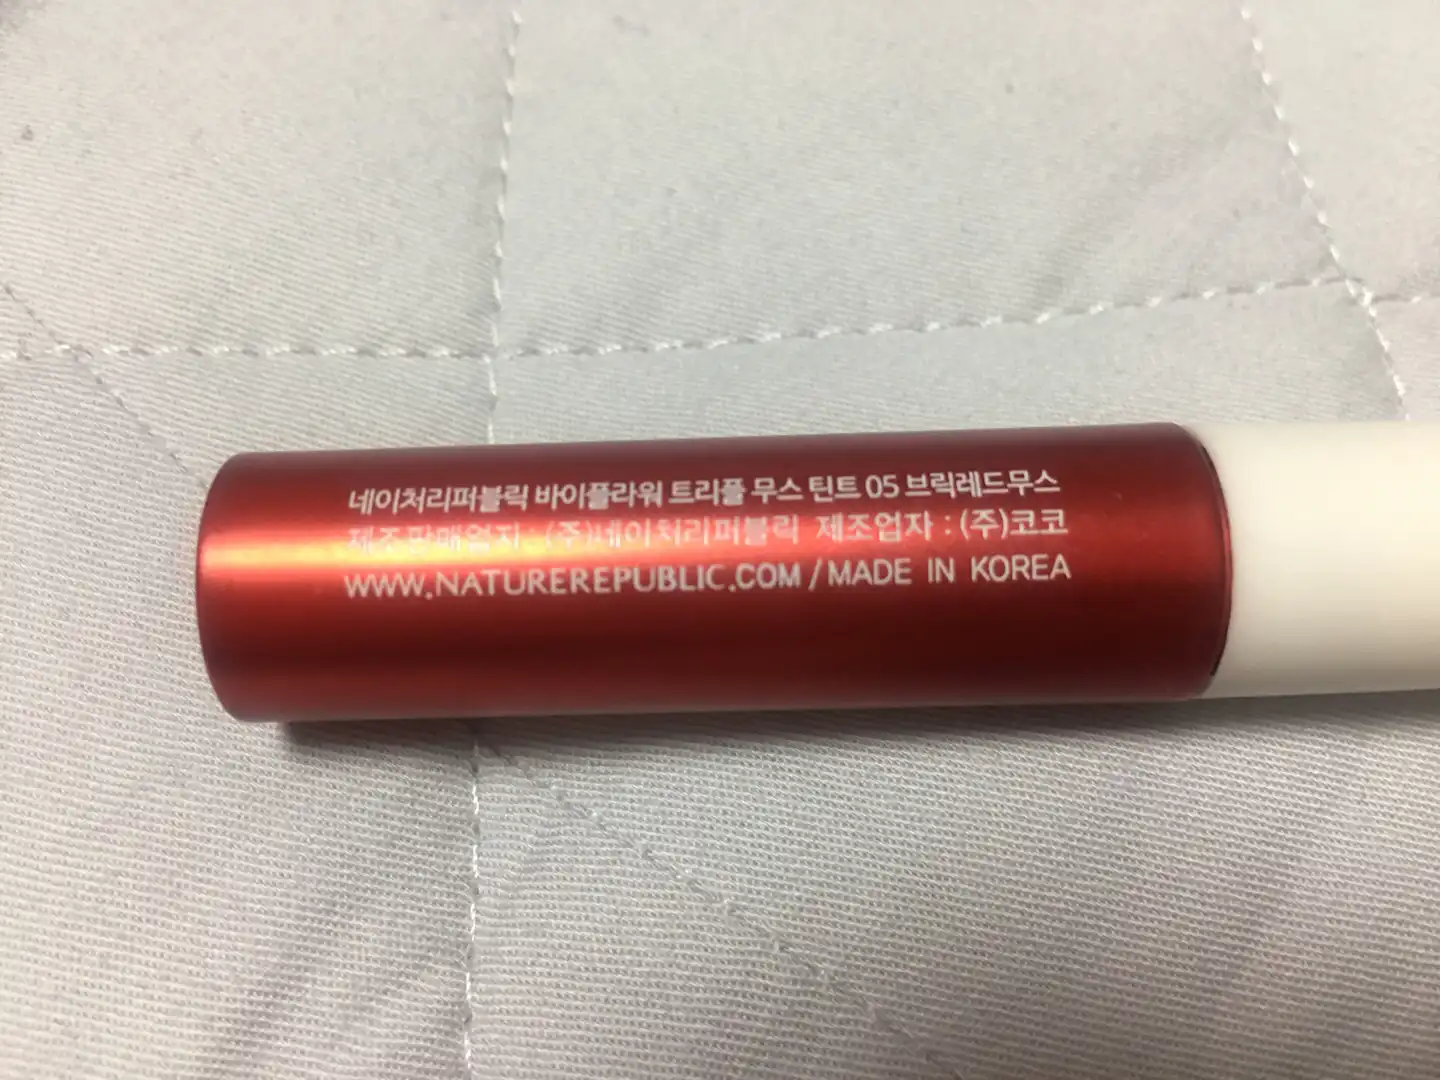 네이처리퍼블릭 바이플라워 트리플 무스 틴트 05 브릭레드무스
제조판매업자 : (주)네이처리퍼블릭 제조업자 : (주)코코
WWW.NATUREREPUBLIC.COM / MADE IN KOREA